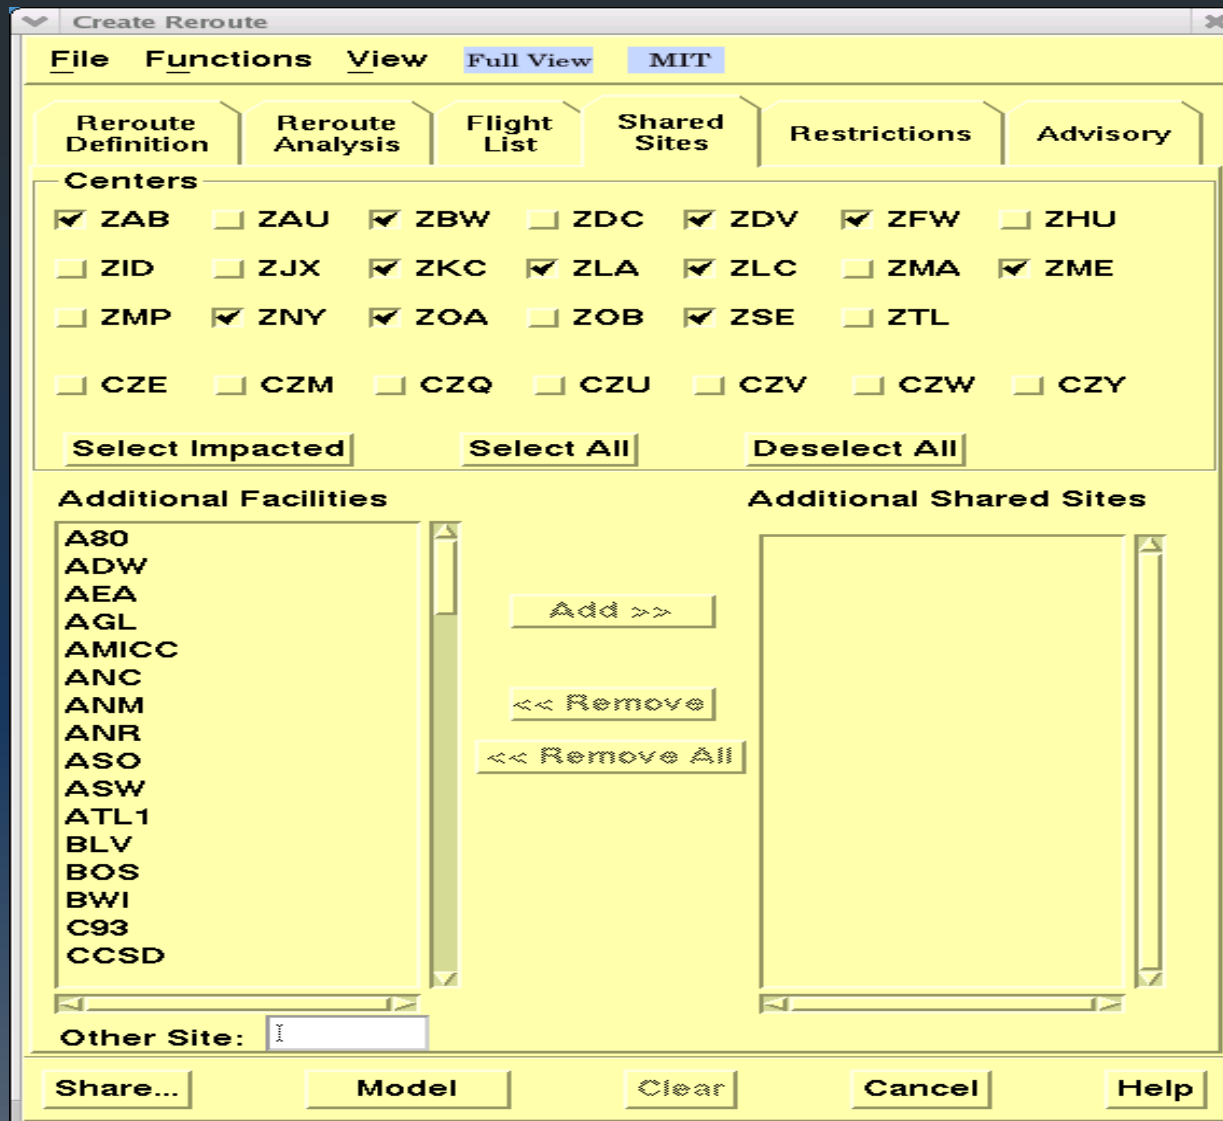 Create Reroute
File Functions View Full View MIT
Reroute Definition Reroute Analysis Flight List Shared Sites Restrictions Advisory
Centers
ZAB ZAU ZBW ZDC ZDV ZFW ZHU
ZID ZJX ZKC ZLA ZLC ZMA ZME
ZMP ZNY ZOA ZOB ZSE ZTL
CZE CZM CZQ CZU CZV CZW CZY
Select Impacted Select All Deselect All
Additional Facilities Additional Shared Sites
A80
ADW
AEA
AGL
AMICC
ANC
ANM
ANR
ASO
ASW
ATL1
BLV
BOS
BWI
C93
CCSD
Add >>
<< Remove
<< Remove All
Other Site:
Share... Model Clear Cancel Help